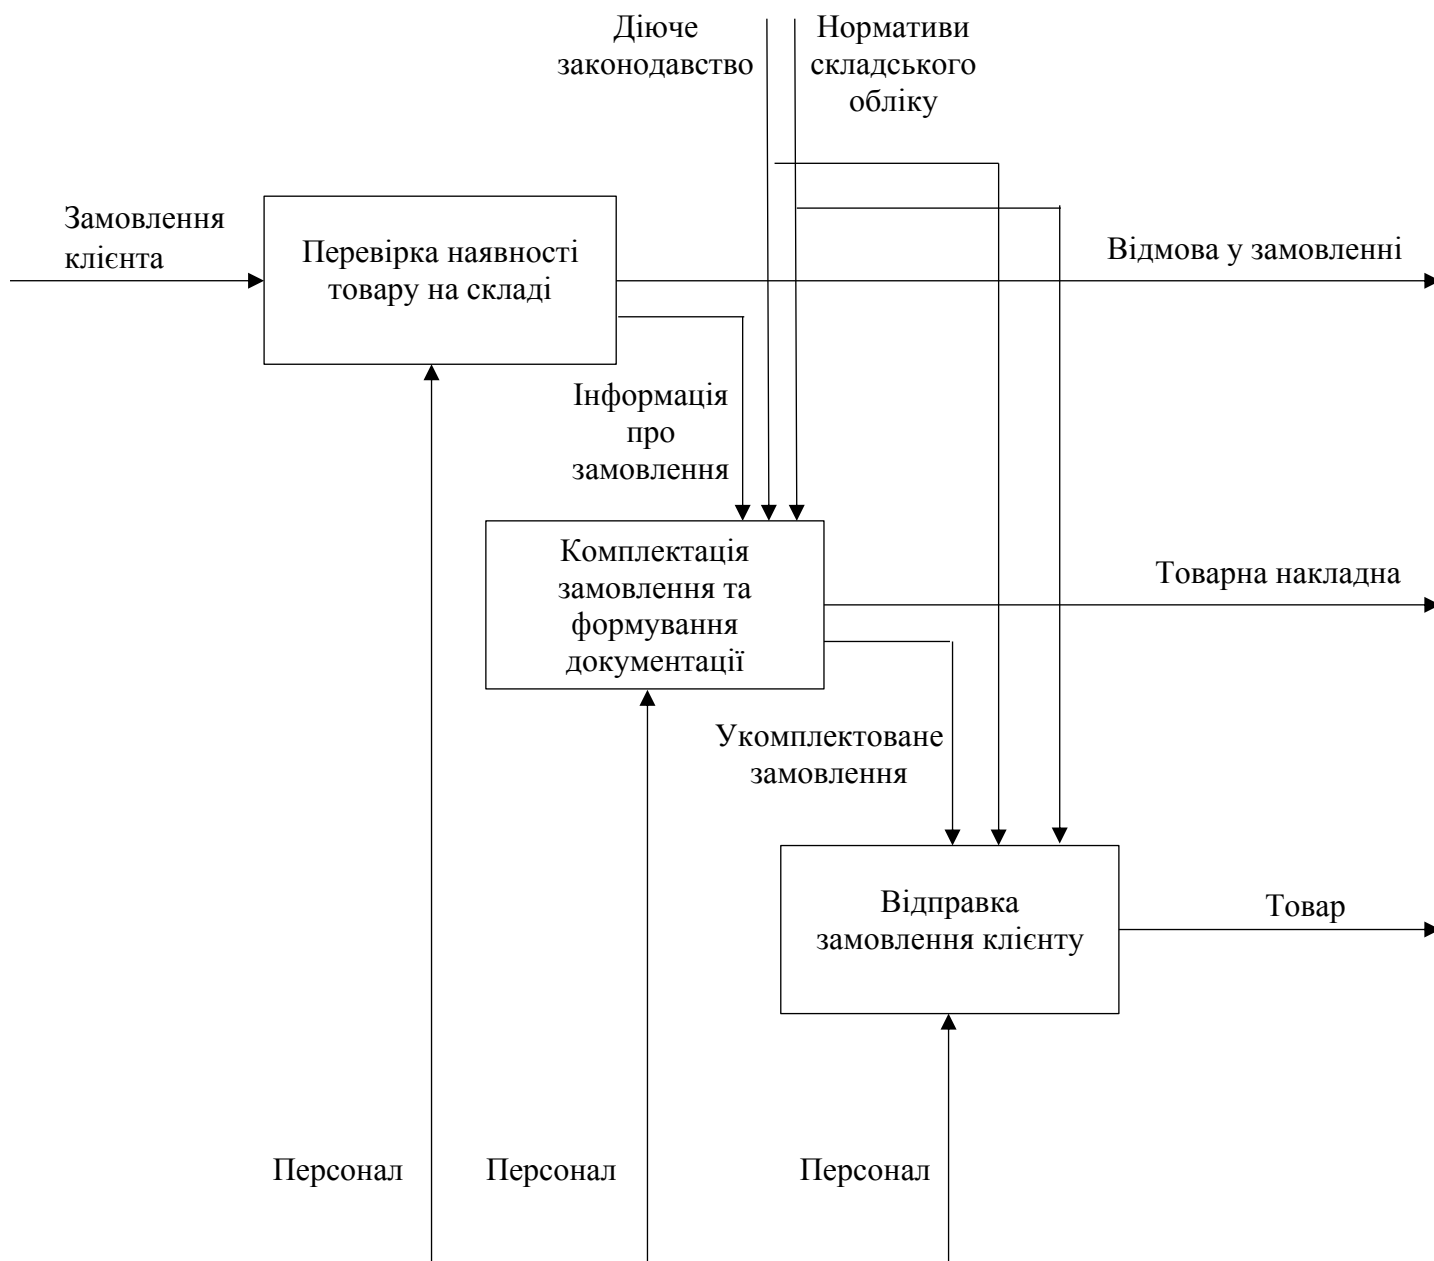 Діюче
законодавство
Нормативи
складського
обліку
Замовлення
клієнта
Перевірка наявності
товару на складі
Відмова у замовленні
Інформація
про
замовлення
Комплектація
замовлення та
формування
документації
Товарна накладна
Укомплектоване
замовлення
Відправка
замовлення клієнту
Товар
Персонал
Персонал
Персонал